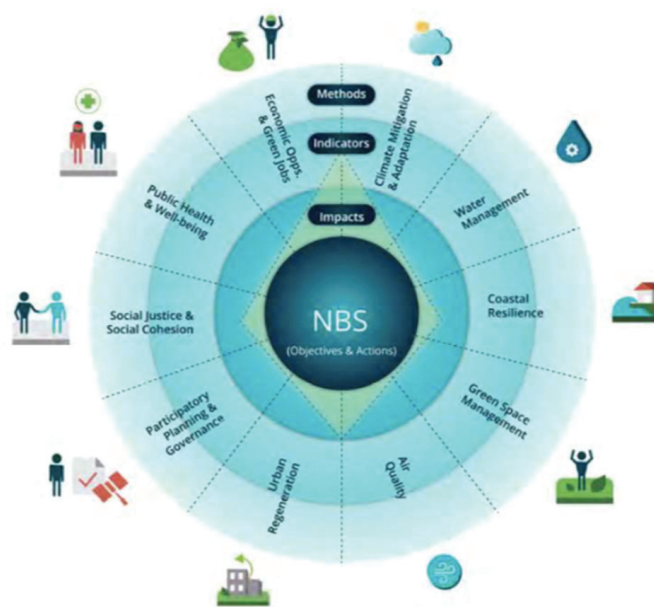 Methods
Indicators
Impacts
NBS
(Objectives & Actions)
Climate Mitigation
& Adaptation
Water
Management
Coastal
Resilience
Green Space
Management
Air
Quality
Urban
Regeneration
Participatory
Planning &
Governance
Social Justice &
Social Cohesion
Public Health
& Well-being
Economic Opps.
& Green Jobs